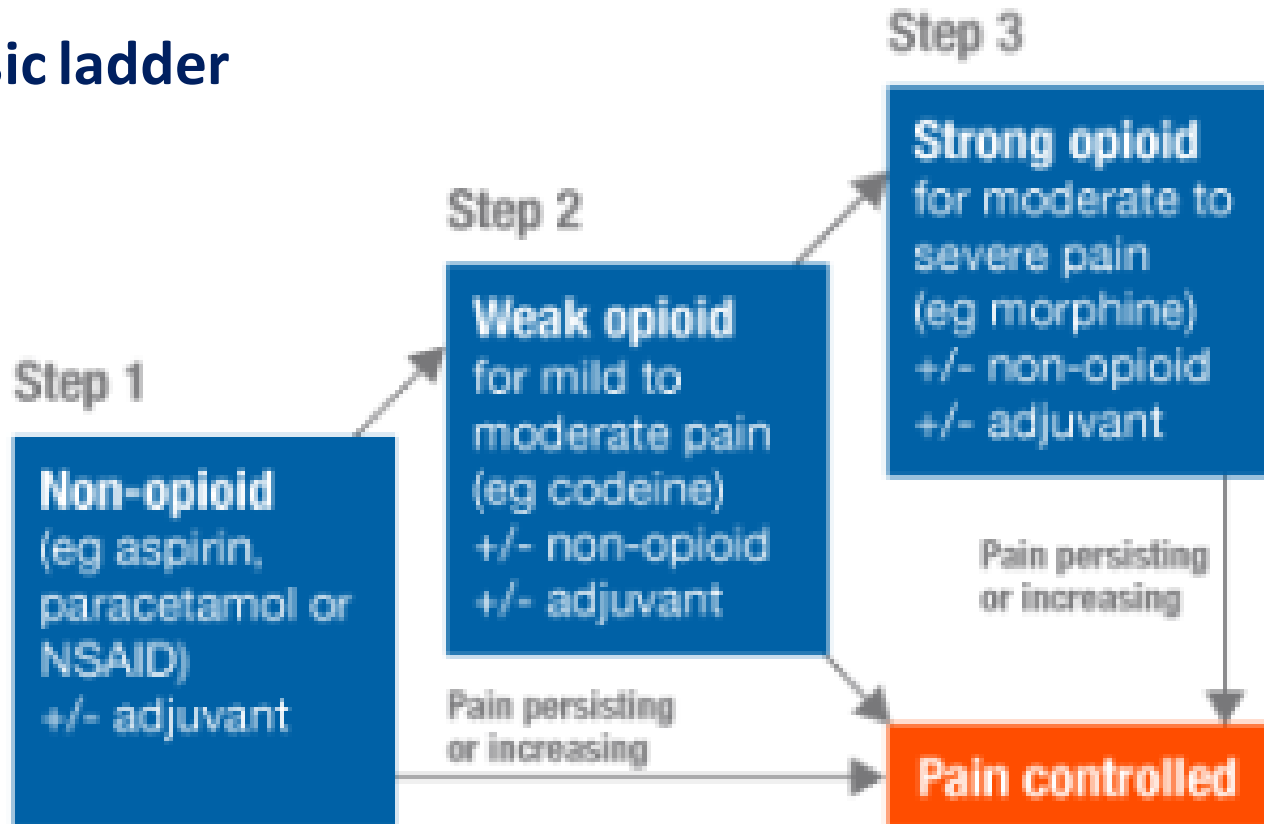 sic ladder
Step 3
Strong opioid
for moderate to
severe pain
(eg morphine)
+/- non-opioid
+/- adjuvant
Step 2
Weak opioid
for mild to
moderate pain
(eg codeine)
+/- non-opioid
+/- adjuvant
Step 1
Non-opioid
(eg aspirin,
paracetamol or
NSAID)
+/- adjuvant
Pain persisting
or increasing
Pain persisting
or increasing
Pain controlled